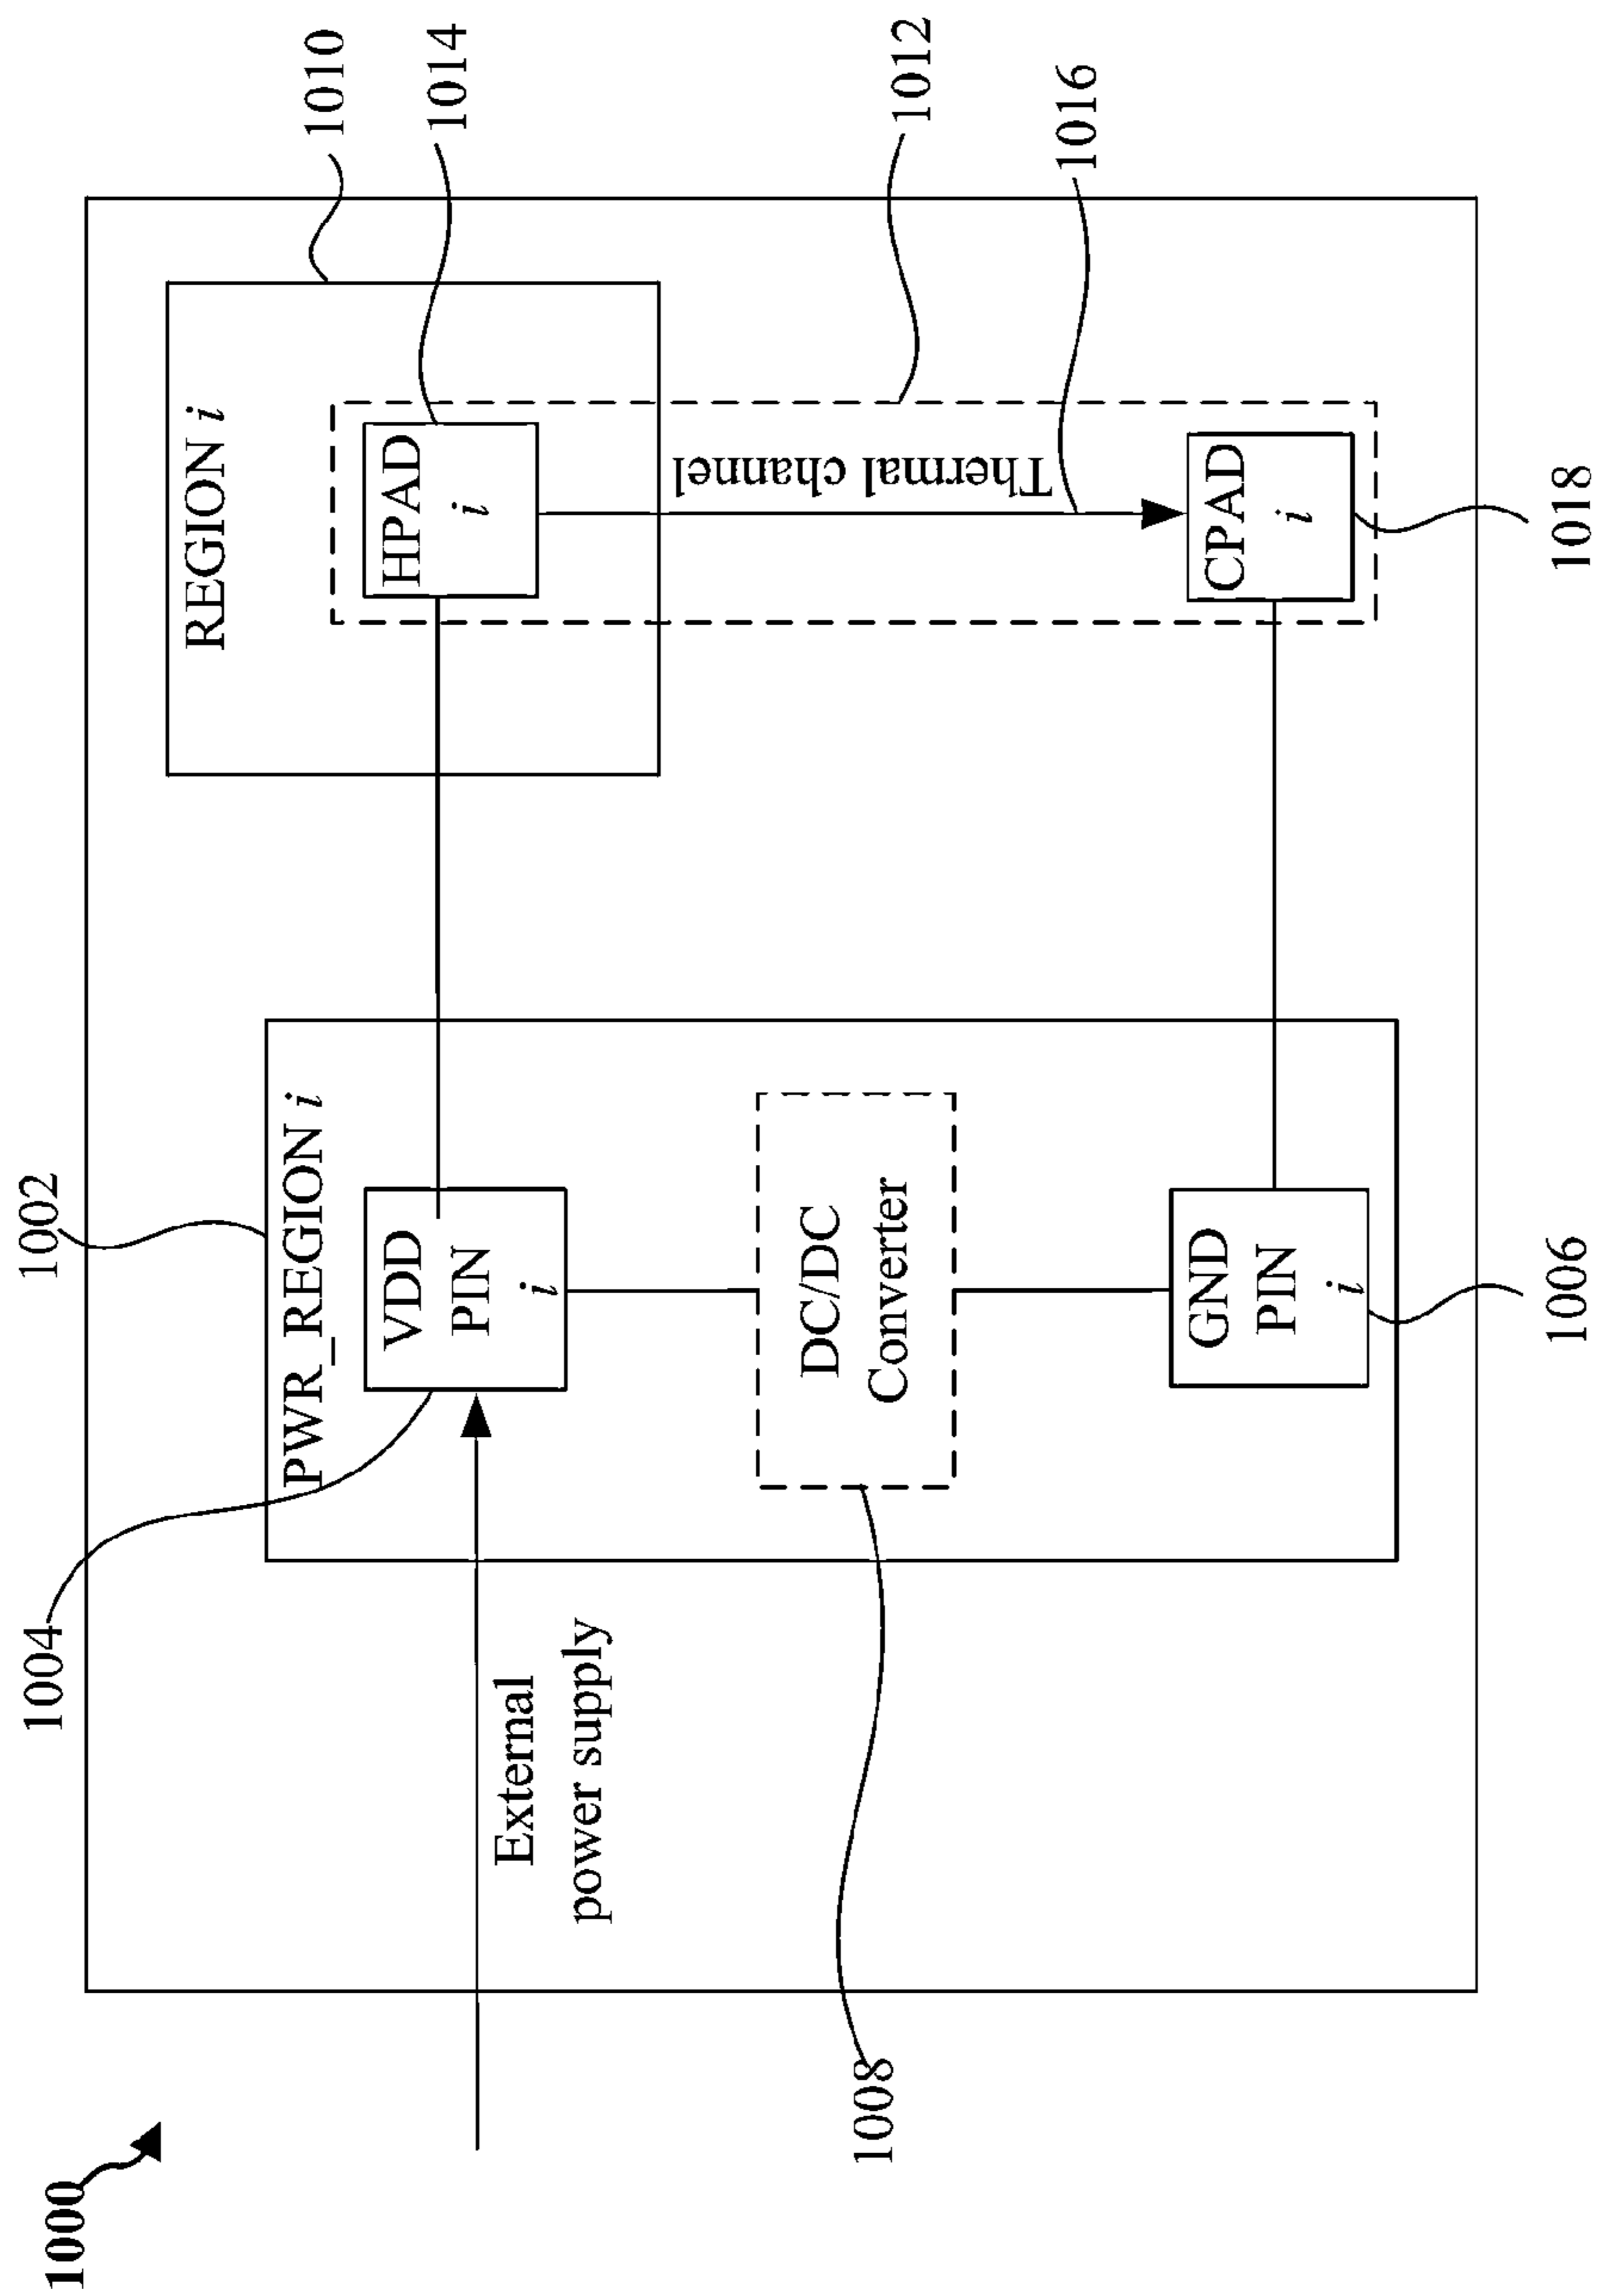 1000
1002
1004
PWR_REGION i
VDD
PIN
i
External
power supply
DC/DC
Converter
1008
GND
PIN
i
1006
REGION i
1010
HPAD
i
1014
Thermal channel
1012
1016
CPAD
i
1018